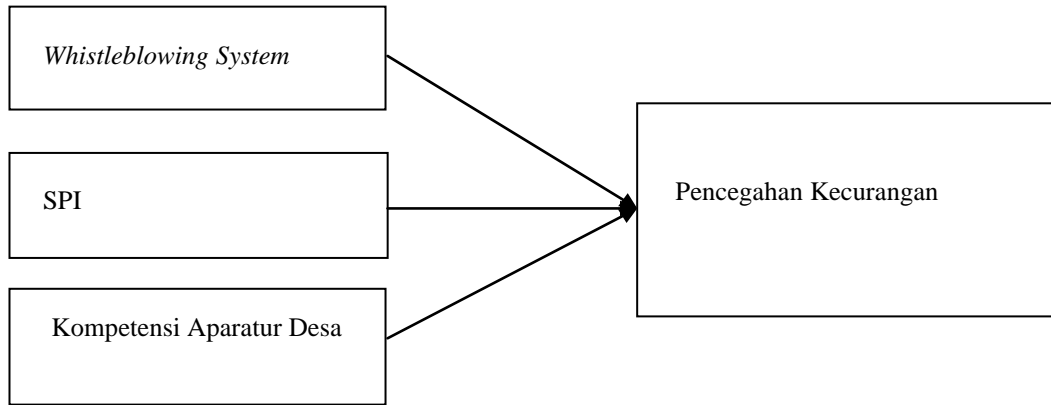 Whistleblowing System
SPI
Pencegahan Kecurangan
Kompetensi Aparatur Desa